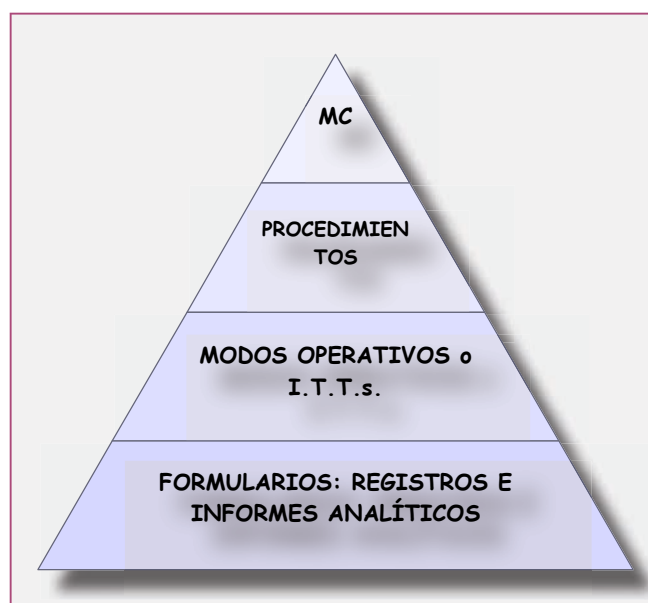 MC
PROCEDIMIEN
TOS
MODOS OPERATIVOS o
I.T.T.s.
FORMULARIOS: REGISTROS E
INFORMES ANALÍTICOS